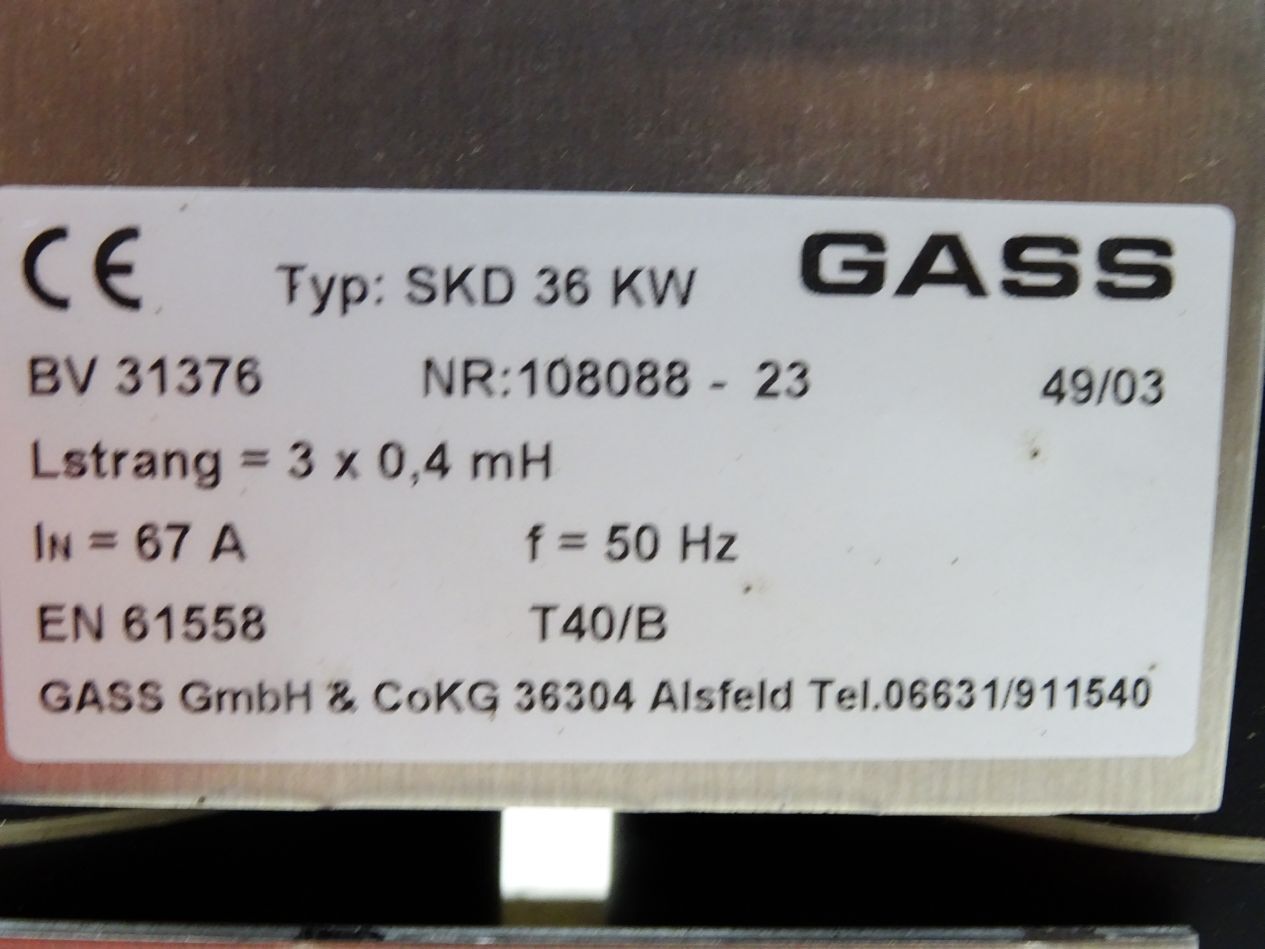 CE Typ: SKD 36 KW GASS
BV 31376 NR:108088 - 23 49/03
Lstrang = 3 x 0,4 mH
IN = 67 A f = 50 Hz
EN 61558 T40/B
GASS GmbH & CoKG 36304 Alsfeld Tel.06631/911540